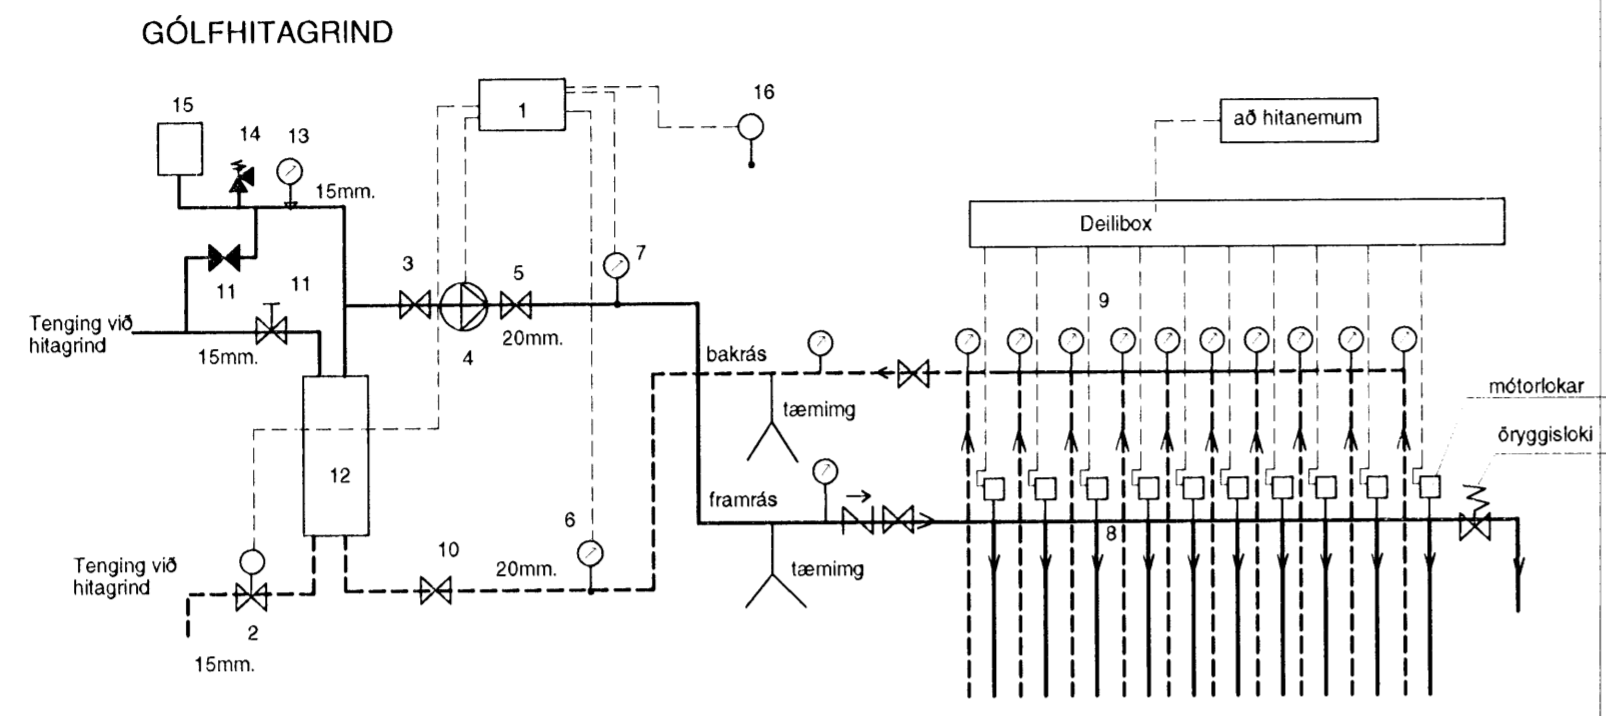 GÓLFHITAGRIND
15
14
13
1
16
15mm.
að hitanemum
Deilibox
11
11
3
5
7
9
4
20mm.
Tenging við
hitagrind
15mm.
bakrás
tæmimg
mótorlokar
öryggisloki
12
framrás
8
6
10
20mm.
tæmimg
Tenging við
hitagrind
2
15mm.